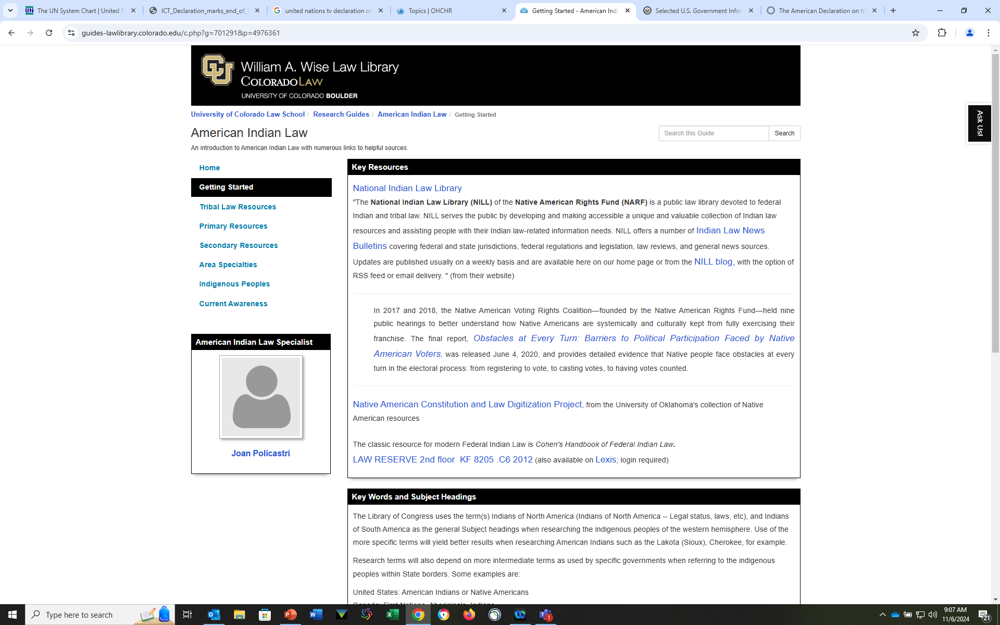 The UN System Chart | United N
ICT_Declaration_marks_end_of_
united nations tv declaration or
Topics | OHCHR
Getting Started - American Indi
Selected U.S. Government Infor
The American Declaration on th
guides-lawlibrary.colorado.edu/c.php?g=701291&p=4976361
CU
William A. Wise Law Library
COLORADO LAW
UNIVERSITY OF COLORADO BOULDER
University of Colorado Law School / Research Guides / American Indian Law / Getting Started
Ask Us!
American Indian Law
Search this Guide
Search
An introduction to American Indian Law with numerous links to helpful sources.
Home
Getting Started
Tribal Law Resources
Primary Resources
Secondary Resources
Area Specialties
Indigenous Peoples
Current Awareness
American Indian Law Specialist
Joan Policastri
Key Resources
National Indian Law Library
"The National Indian Law Library (NILL) of the Native American Rights Fund (NARF) is a public law library devoted to federal
Indian and tribal law. NILL serves the public by developing and making accessible a unique and valuable collection of Indian law
resources and assisting people with their Indian law-related information needs. NILL offers a number of Indian Law News
Bulletins covering federal and state jurisdictions, federal regulations and legislation, law reviews, and general news sources.
Updates are published usually on a weekly basis and are available here on our home page or from the NILL blog, with the option of
RSS feed or email delivery. " (from their website)
In 2017 and 2018, the Native American Voting Rights Coalition—founded by the Native American Rights Fund—held nine
public hearings to better understand how Native Americans are systemically and culturally kept from fully exercising their
franchise. The final report, Obstacles at Every Turn: Barriers to Political Participation Faced by Native
American Voters, was released June 4, 2020, and provides detailed evidence that Native people face obstacles at every
turn in the electoral process: from registering to vote, to casting votes, to having votes counted.
Native American Constitution and Law Digitization Project, from the University of Oklahoma's collection of Native
American resources
The classic resource for modern Federal Indian Law is Cohen's Handbook of Federal Indian Law.
LAW RESERVE 2nd floor KF 8205 .C6 2012 (also available on Lexis; login required)
Key Words and Subject Headings
The Library of Congress uses the term(s) Indians of North America (Indians of North America -- Legal status, laws, etc), and Indians
of South America as the general Subject headings when researching the indigenous peoples of the western hemisphere. Use of the
more specific terms will yield better results when researching American Indians such as the Lakota (Sioux), Cherokee, for example.
Research terms will also depend on more intermediate terms as used by specific governments when referring to the indigenous
peoples within State borders. Some examples are:
United States: American Indians or Native Americans
Canada: First Nations, Aboriginals, Indians
Type here to search
9:07 AM
11/6/2024
21